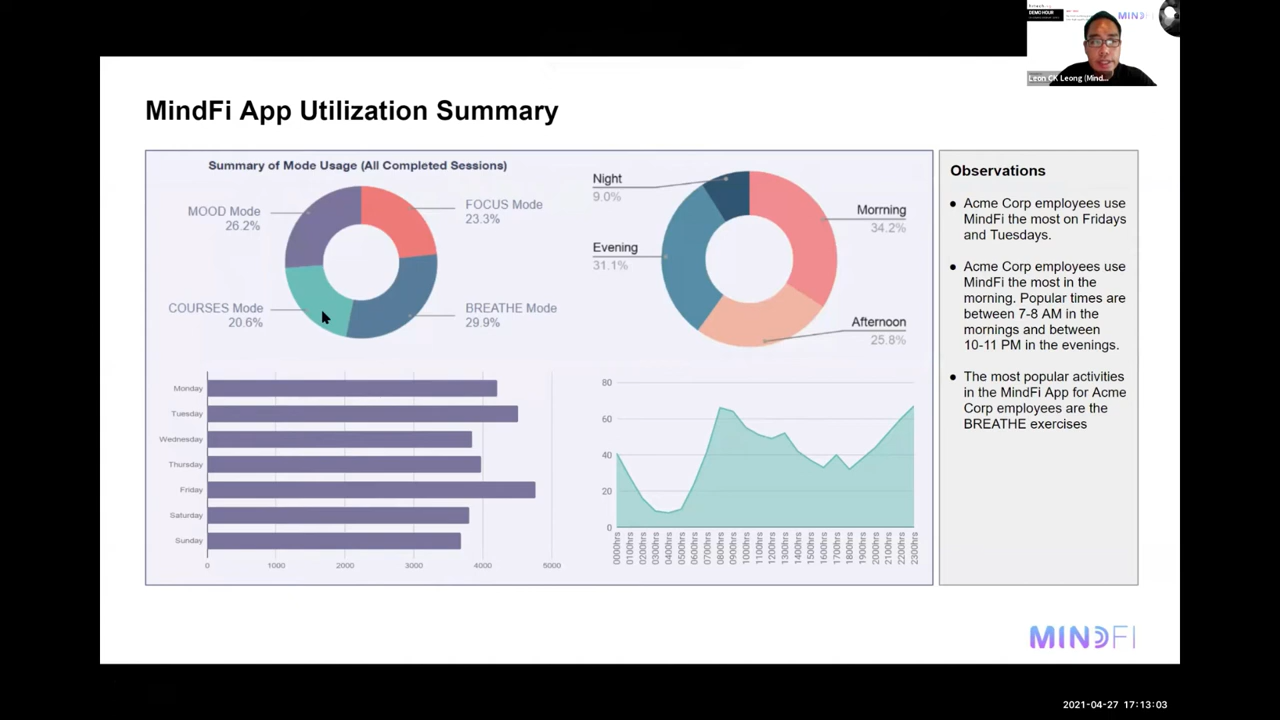 DEMO HOUR
MINDFI
Leon CK Leong (Mind...
MindFi App Utilization Summary
Summary of Mode Usage (All Completed Sessions)
MOOD Mode
26.2%
FOCUS Mode
23.3%
COURSES Mode
20.6%
BREATHE Mode
29.9%
Night
9.0%
Morrning
34.2%
Evening
31.1%
Afternoon
25.8%
Monday
Tuesday
Wednesday
Thursday
Friday
Saturday
Sunday
0 1000 2000 3000 4000 5000
80
60
40
20
0
0000hrs
0100hrs
0200hrs
0300hrs
0400hrs
0500hrs
0600hrs
0700hrs
0800hrs
0900hrs
1000hrs
1100hrs
1200hrs
1300hrs
1400hrs
1500hrs
1600hrs
1700hrs
1800hrs
1900hrs
2000hrs
2100hrs
2200hrs
2300hrs
Observations
● Acme Corp employees use
MindFi the most on Fridays
and Tuesdays.
● Acme Corp employees use
MindFi the most in the
morning. Popular times are
between 7-8 AM in the
mornings and between
10-11 PM in the evenings.
● The most popular activities
in the MindFi App for Acme
Corp employees are the
BREATHE exercises
MINDFI
2021-04-27 17:13:03